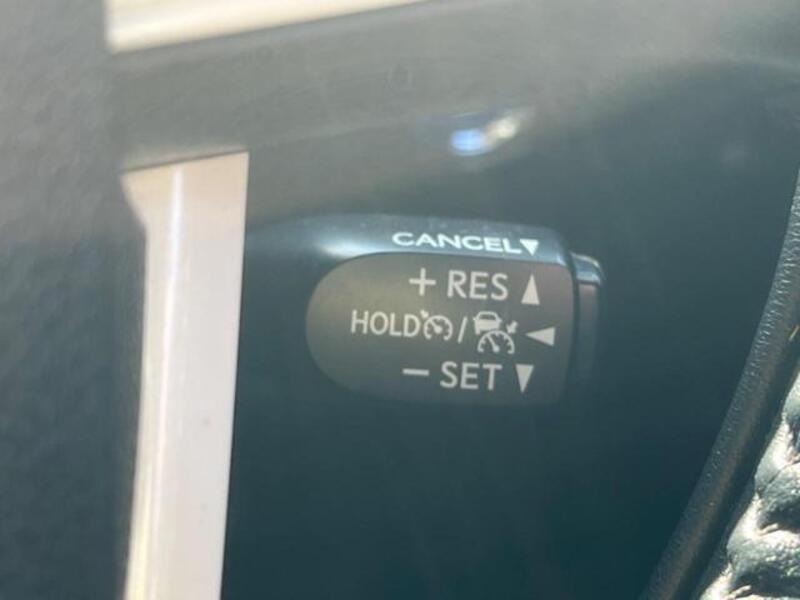 CANCEL▼
+ RES ▲
HOLD / ◄
− SET ▼